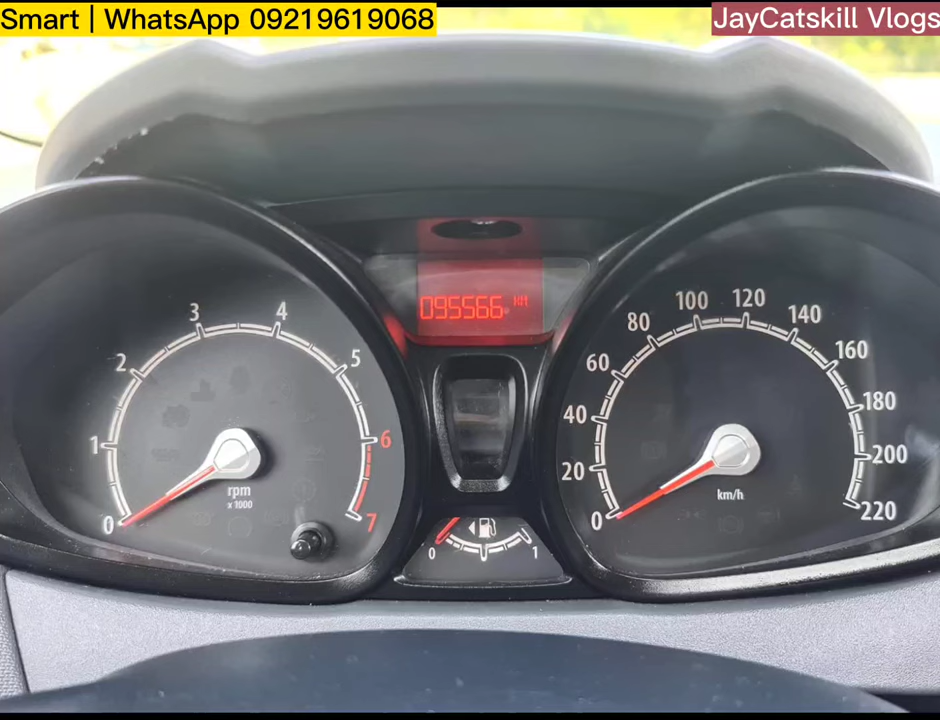 Smart | WhatsApp 09219619068
JayCatskill Vlogs
095566 KM
0 1 2 3 4 5 6 7
rpm
x 1000
0 20 40 60 80 100 120 140 160 180 200 220
km/h
0 1